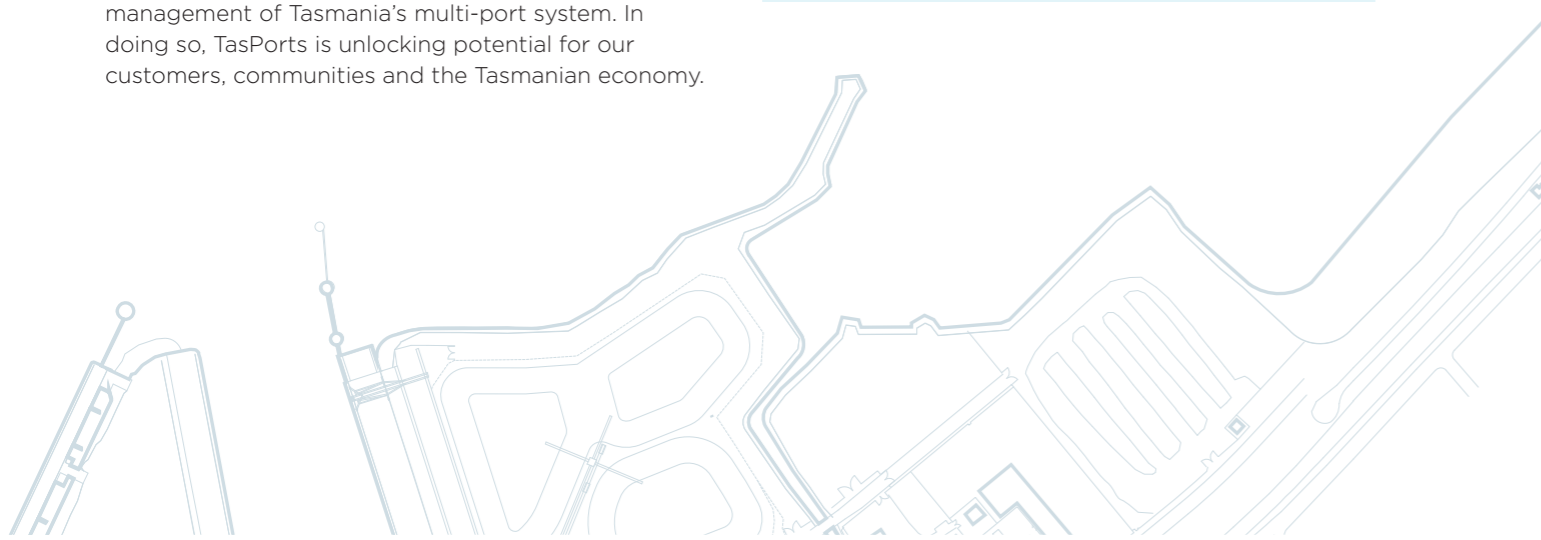 management of Tasmania’s multi-port system. In
doing so, TasPorts is unlocking potential for our
customers, communities and the Tasmanian economy.